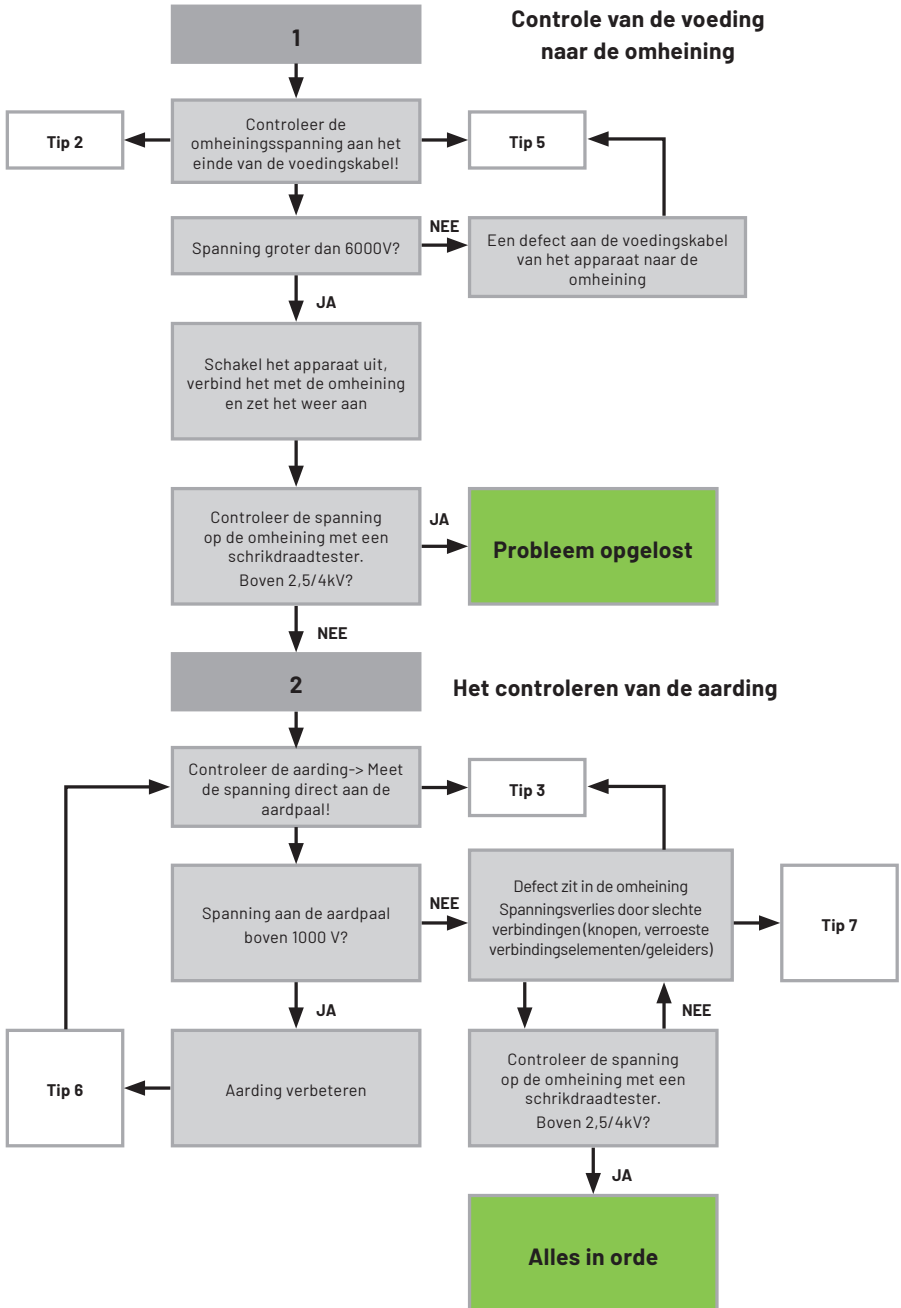 Controle van de voeding
naar de omheining
1
Controleer de
omheiningsspanning aan het
einde van de voedingskabel!
Tip 2
Tip 5
Spanning groter dan 6000V?
NEE
Een defect aan de voedingskabel
van het apparaat naar de
omheining
JA
Schakel het apparaat uit,
verbind het met de omheining
en zet het weer aan
Controleer de spanning
op de omheining met een
schrikdraadtester.
Boven 2,5/4kV?
JA
Probleem opgelost
NEE
2
Het controleren van de aarding
Controleer de aarding-> Meet
de spanning direct aan de
aardpaal!
Tip 3
Spanning aan de aardpaal
boven 1000 V?
NEE
Defect zit in de omheining
Spanningsverlies door slechte
verbindingen (knopen, verroeste
verbindingselementen/geleiders)
Tip 7
JA
NEE
Tip 6
Aarding verbeteren
Controleer de spanning
op de omheining met een
schrikdraadtester.
Boven 2,5/4kV?
JA
Alles in orde